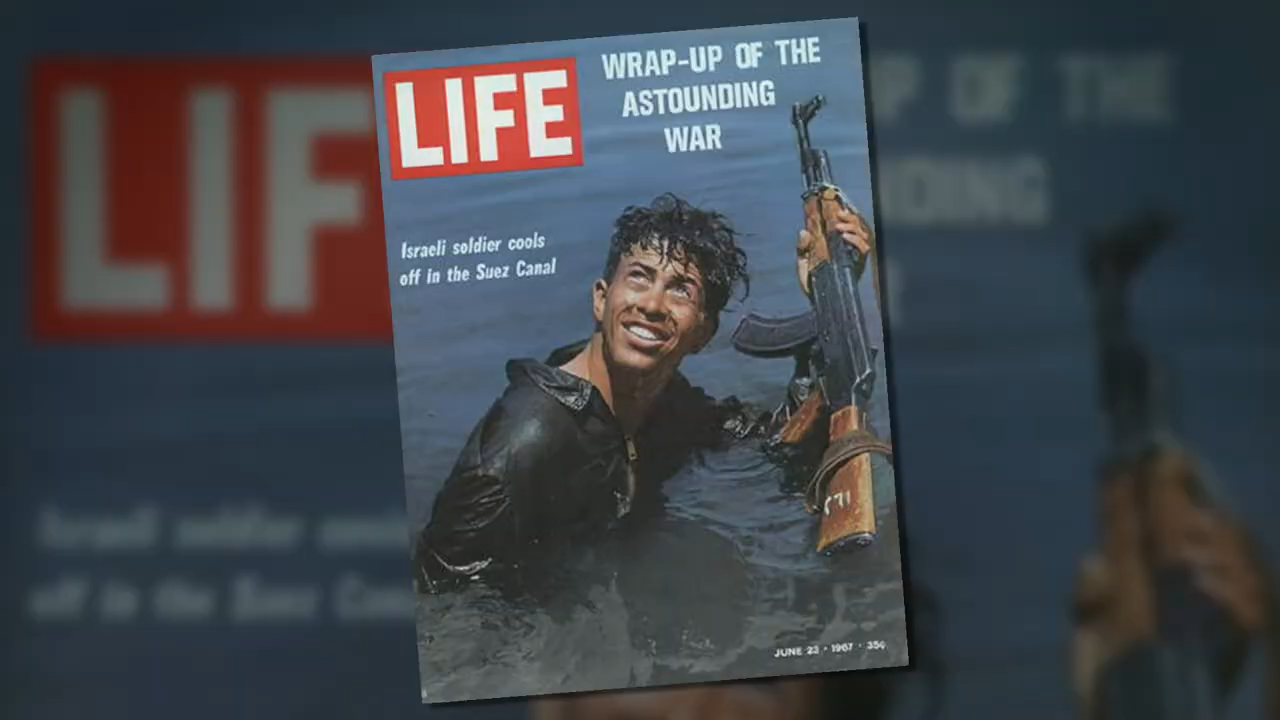 LIFE
WRAP-UP OF THE
ASTOUNDING
WAR
Israeli soldier cools
off in the Suez Canal
JUNE 23 · 1967 · 35¢